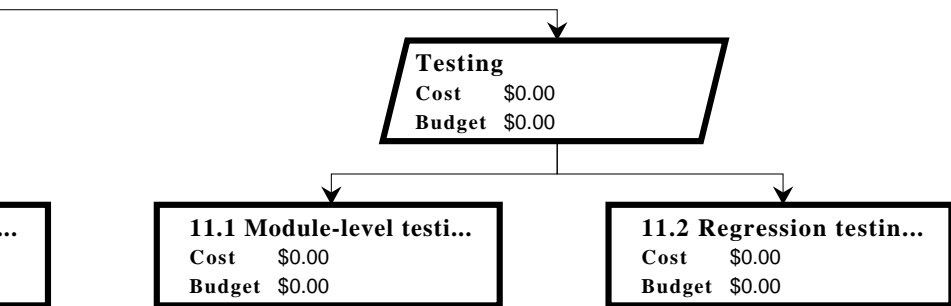 Testing
Cost $0.00
Budget $0.00
...
11.1 Module-level testi...
Cost $0.00
Budget $0.00
11.2 Regression testin...
Cost $0.00
Budget $0.00